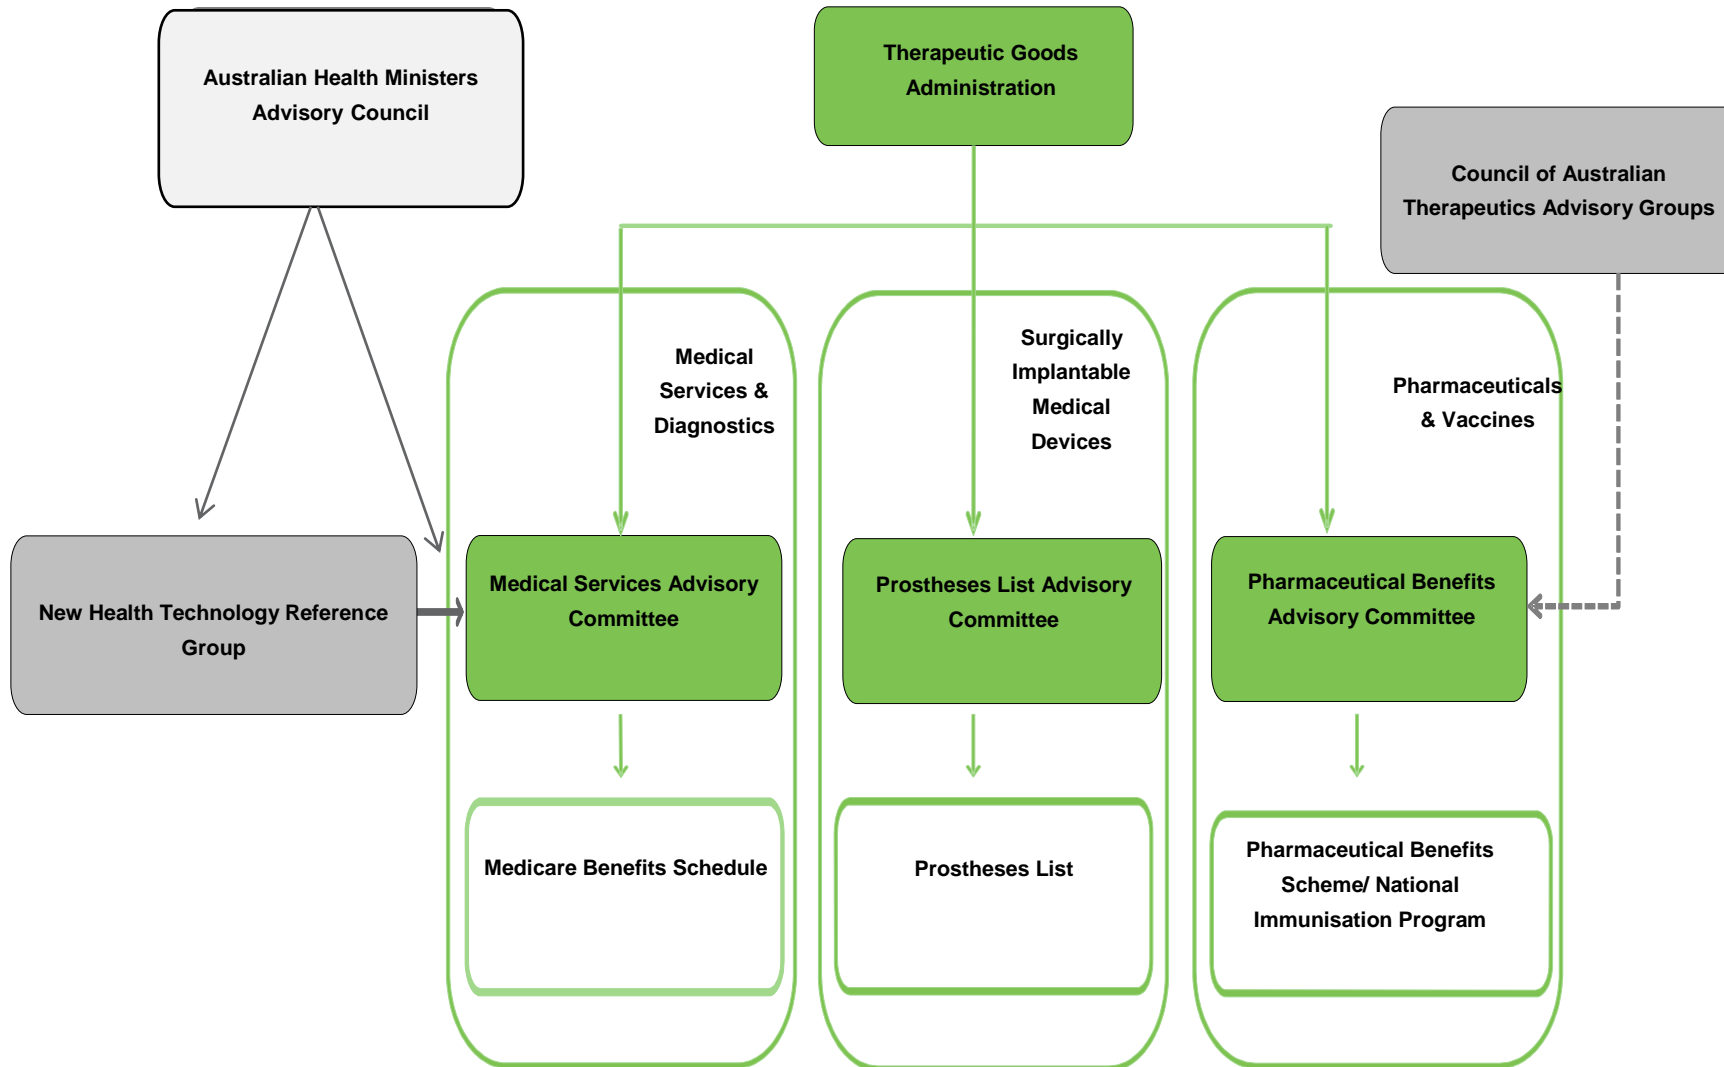 Australian Health Ministers
Advisory Council
Therapeutic Goods
Administration
Council of Australian
Therapeutics Advisory Groups
Medical
Services &
Diagnostics
Surgically
Implantable
Medical
Devices
Pharmaceuticals
& Vaccines
New Health Technology Reference
Group
Medical Services Advisory
Committee
Prostheses List Advisory
Committee
Pharmaceutical Benefits
Advisory Committee
Medicare Benefits Schedule
Prostheses List
Pharmaceutical Benefits
Scheme/ National
Immunisation Program